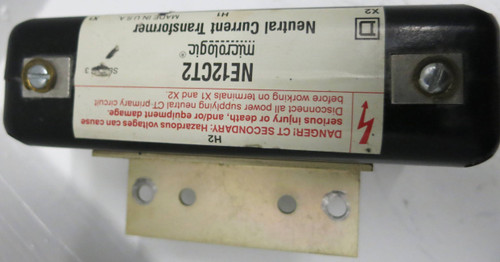 H2
DANGER: CT SECONDARY: Hazardous voltages can cause
serious injury or death, and/or equipment damage.
Disconnect all power supplying neutral CT-primary circuit
before working on terminals X1 and X2.
NE12CT2
micrologic
Neutral Current Transformer
MADE IN U.S.A.
H1
X2
X1